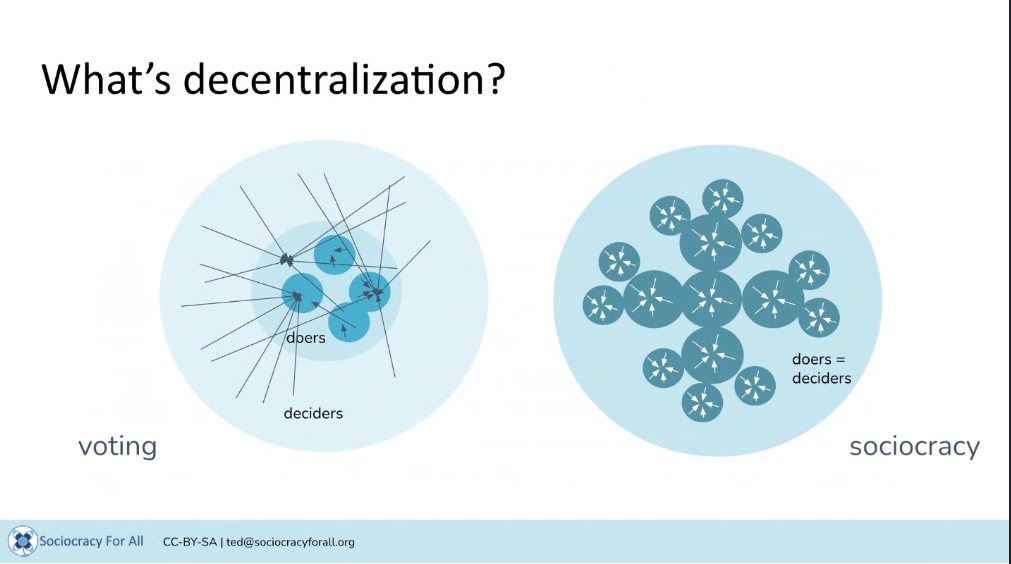 What's decentralization?
doers
deciders
voting
doers =
deciders
sociocracy
Sociocracy For All
CC-BY-SA | ted@sociocracyforall.org